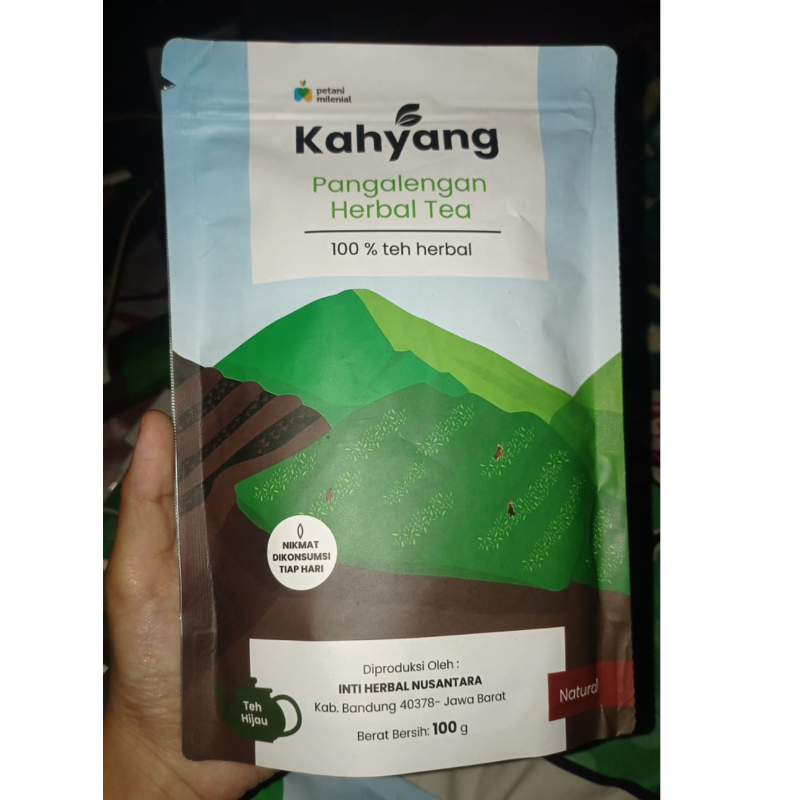 petani
milenial
Kahyang
Pangalengan
Herbal Tea
100 % teh herbal
NIKMAT
DIKONSUMSI
TIAP HARI
Diproduksi Oleh :
INTI HERBAL NUSANTARA
Kab. Bandung 40378- Jawa Barat
Berat Bersih: 100 g
Teh
Hijau
Natural